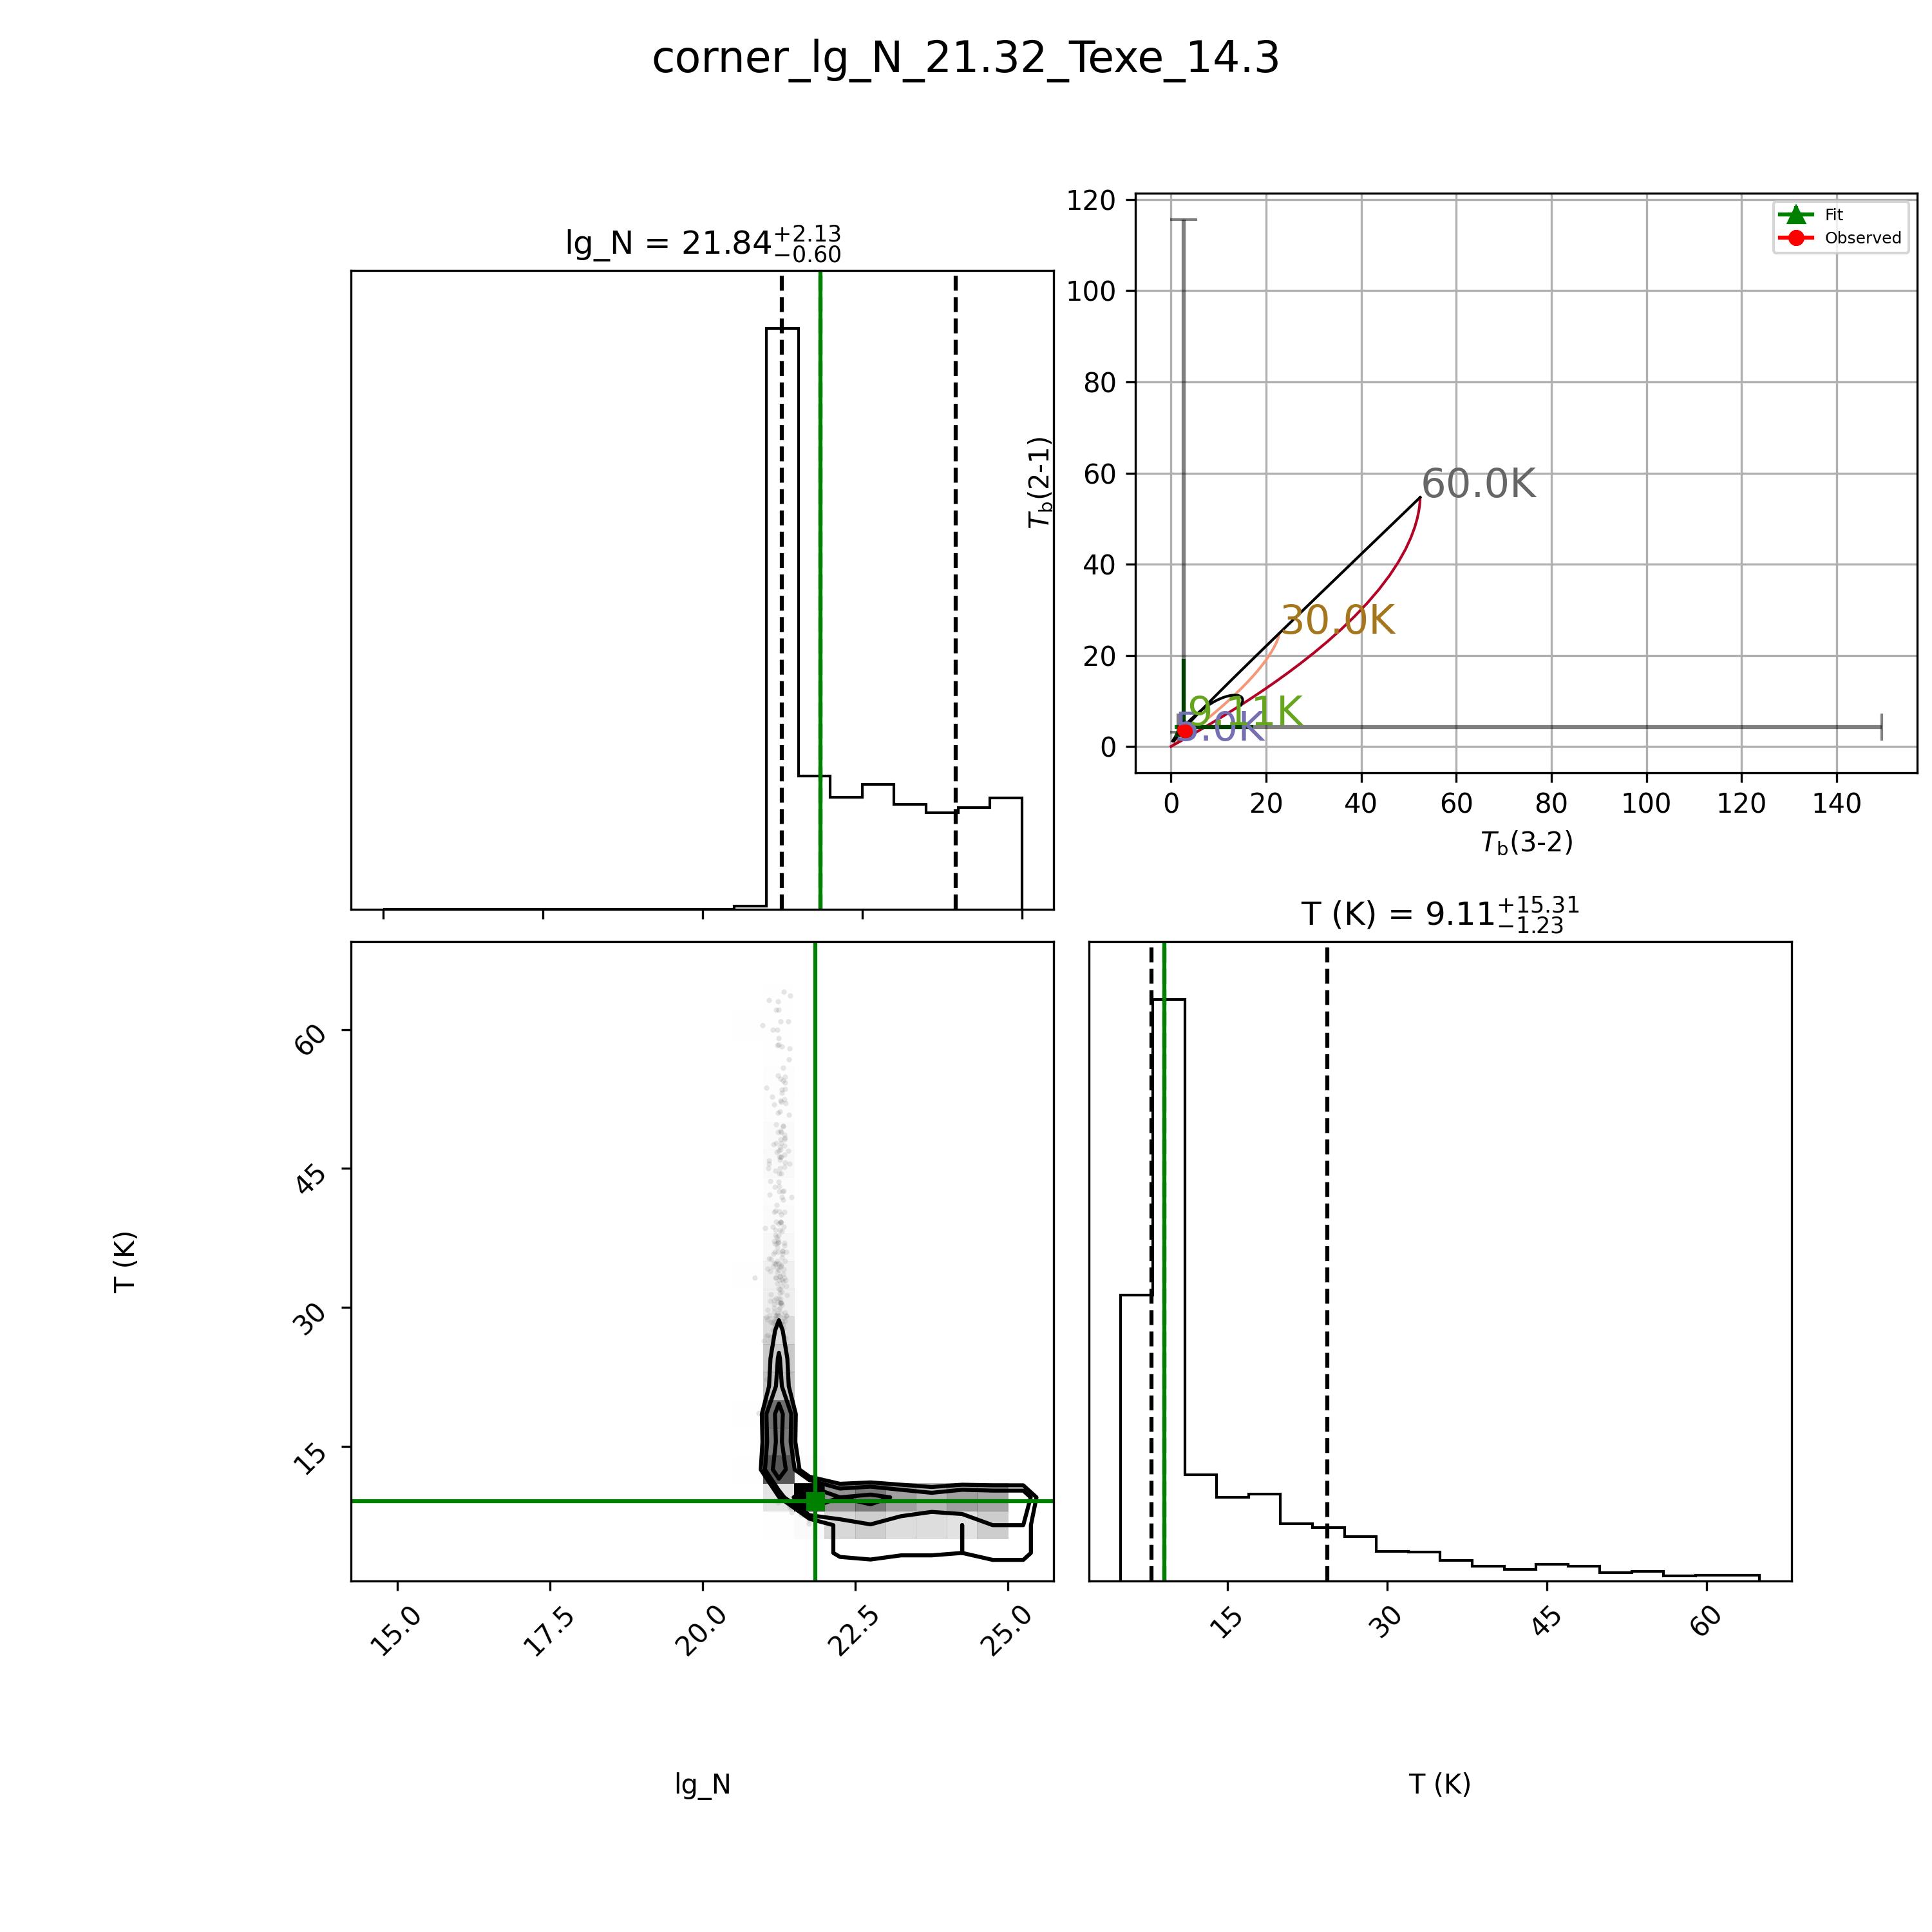 corner_lg_N_21.32_Texe_14.3
lg_N = 21.84+2.13−0.60
120
100
80
60
40
20
0
Tb(2-1)
Fit
Observed
60.0K
30.0K
9.11K
0 20 40 60 80 100 120 140
Tb(3-2)
T (K) = 9.11+15.31−1.23
60
45
30
15
T (K)
15.0 17.5 20.0 22.5 25.0
lg_N
15 30 45 60
T (K)